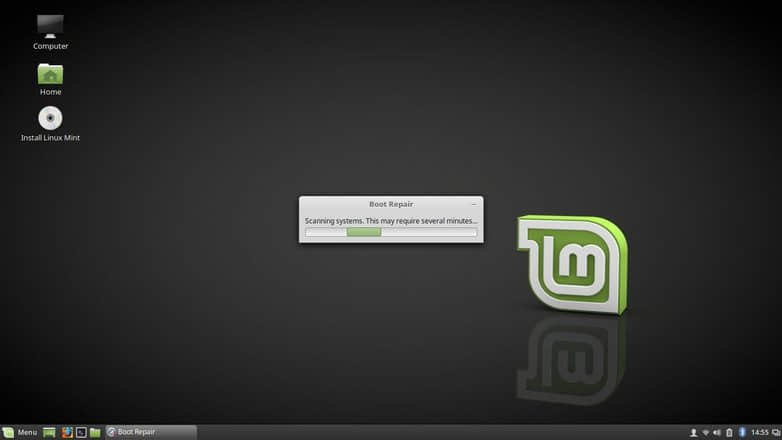 Computer
Home
Install Linux Mint
Boot Repair
Scanning systems. This may require several minutes...
Menu
Boot Repair
14:55